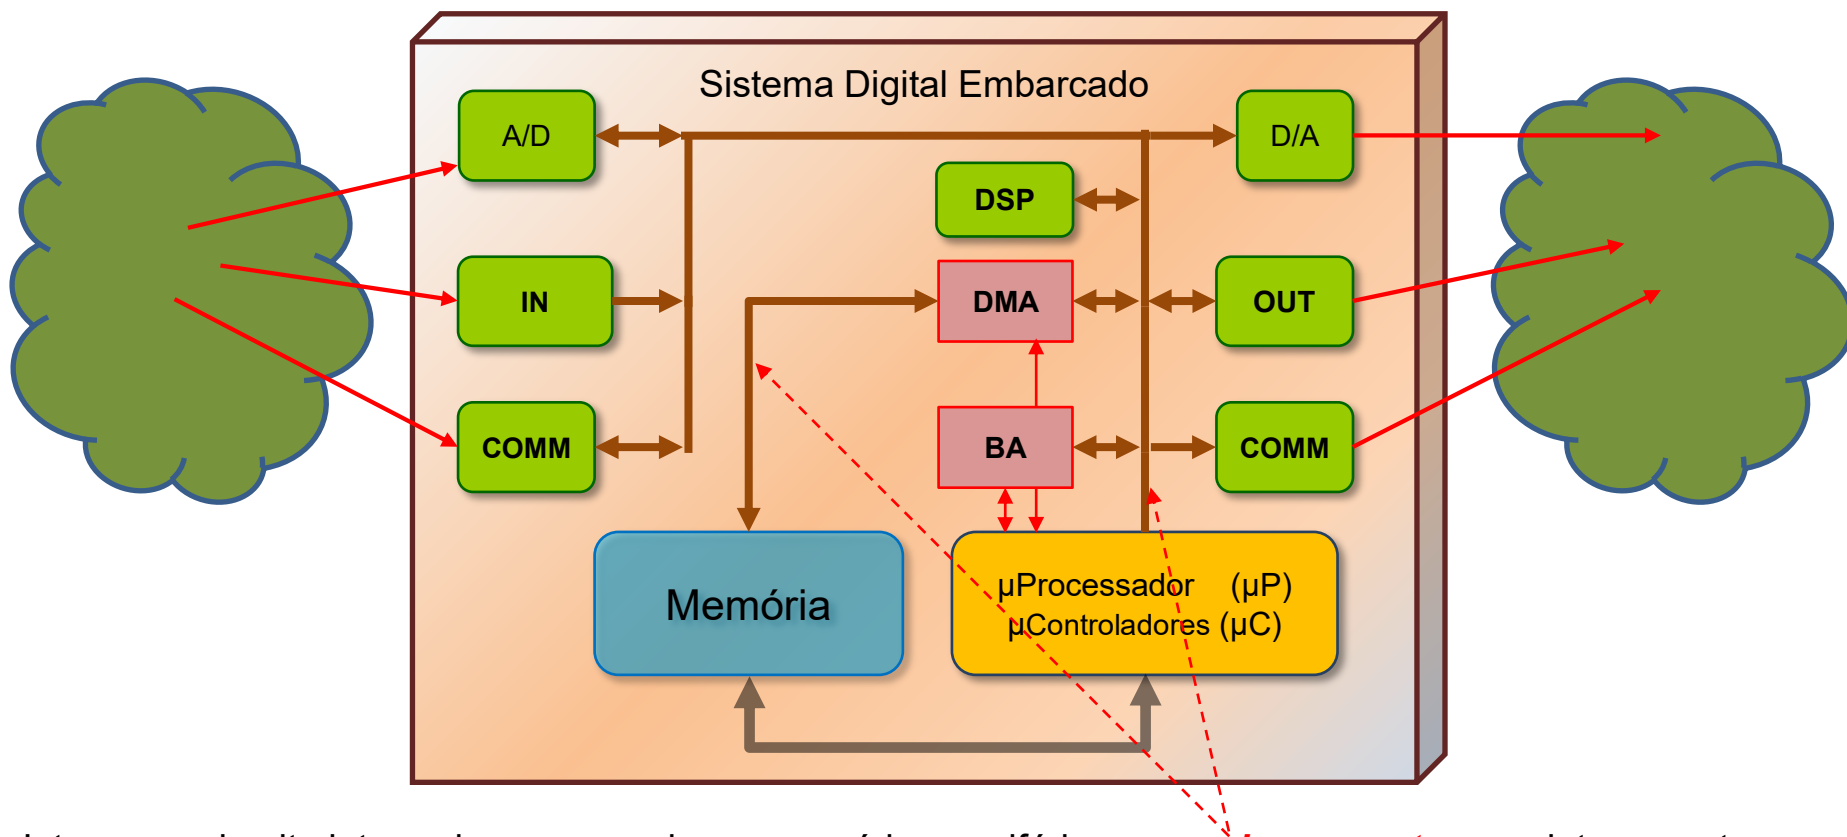 Sistema Digital Embarcado
A/D
D/A
DSP
IN
DMA
OUT
COMM
BA
COMM
Memória
µProcessador (µP)
µControladores (µC)